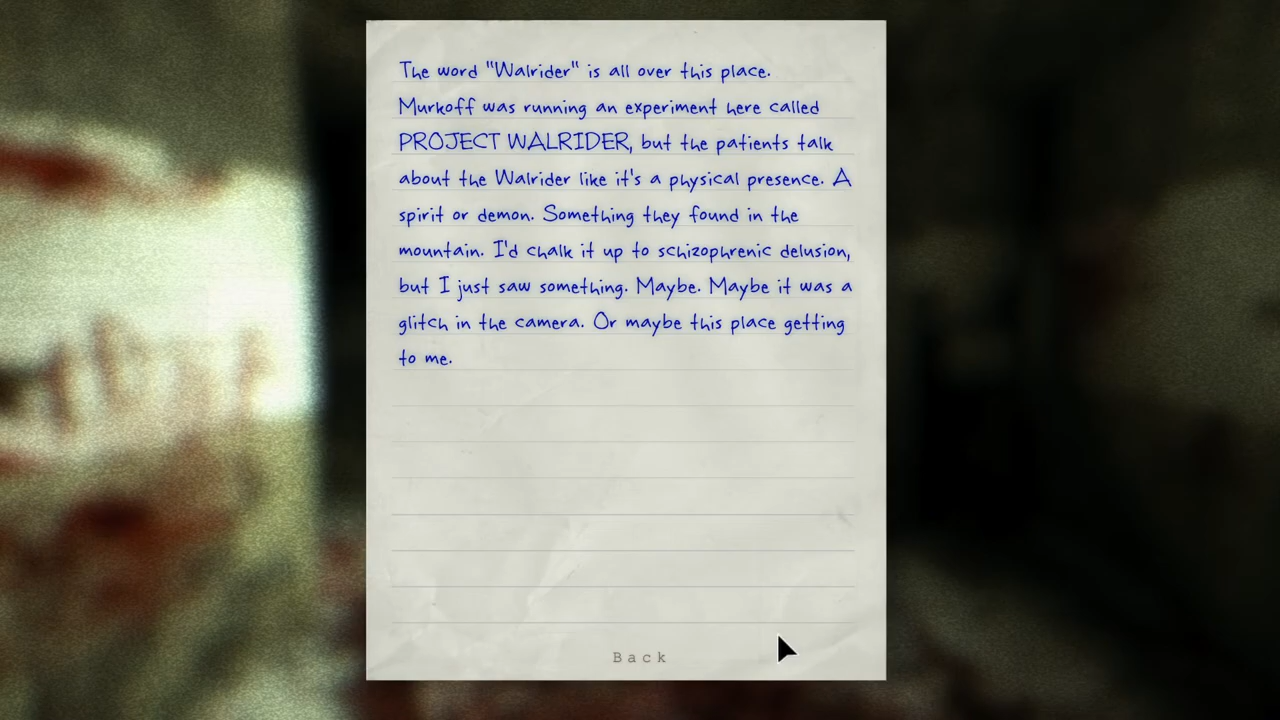 The word "Walrider" is all over this place.
Murkoff was running an experiment here called
PROJECT WALRIDER, but the patients talk
about the Walrider like it's a physical presence. A
spirit or demon. Something they found in the
mountain. I'd chalk it up to schizophrenic delusion,
but I just saw something. Maybe. Maybe it was a
glitch in the camera. Or maybe this place getting
to me.
Back